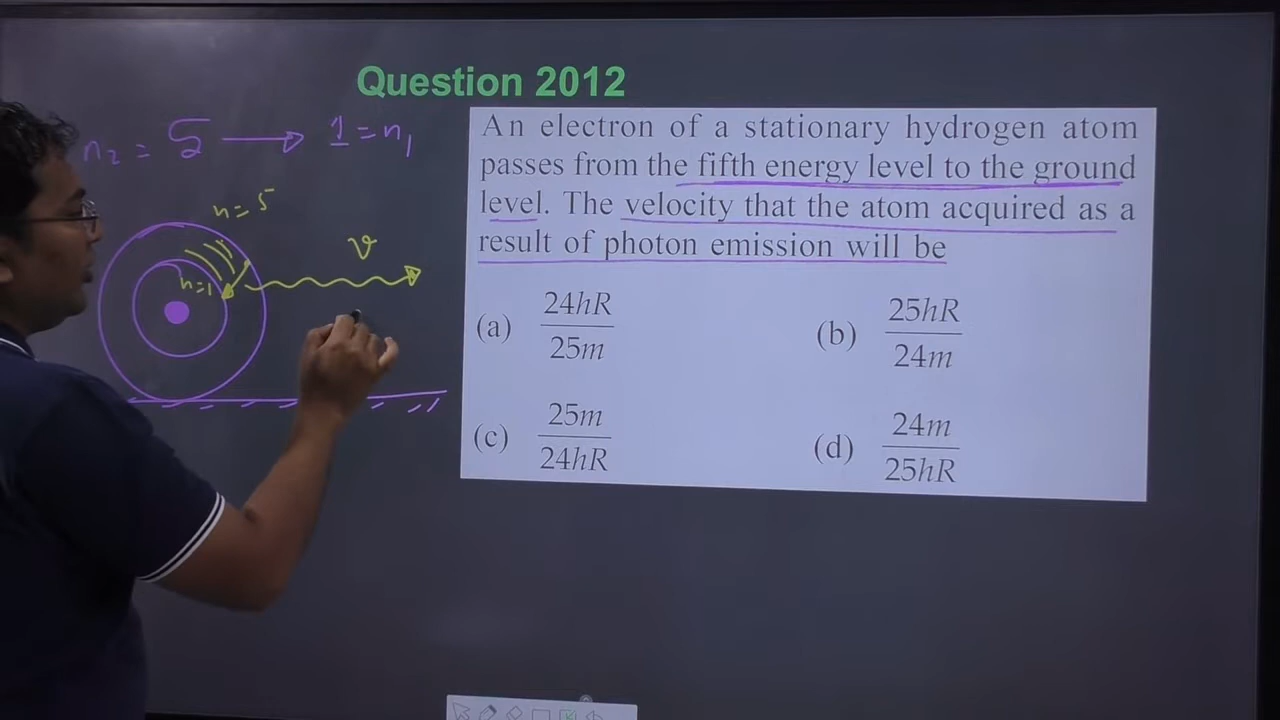 Question 2012
n₂ = 5 → 1 = n₁
n = 5
n=1
ν
An electron of a stationary hydrogen atom
passes from the fifth energy level to the ground
level. The velocity that the atom acquired as a
result of photon emission will be
(a) 24hR/25m (b) 25hR/24m
(c) 25m/24hR (d) 24m/25hR